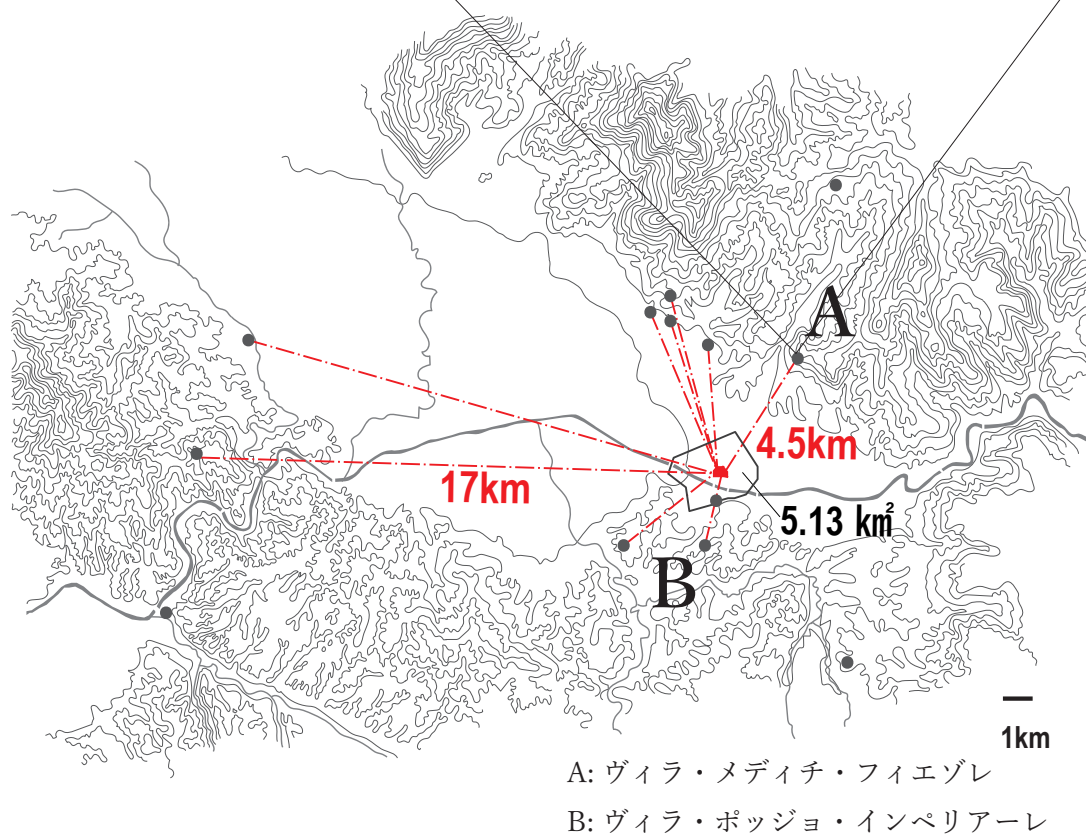 A
4.5km
17km
5.13 k㎡
B
1km
A: ヴィラ・メディチ・フィエゾレ
B: ヴィラ・ポッジョ・インペリアーレ